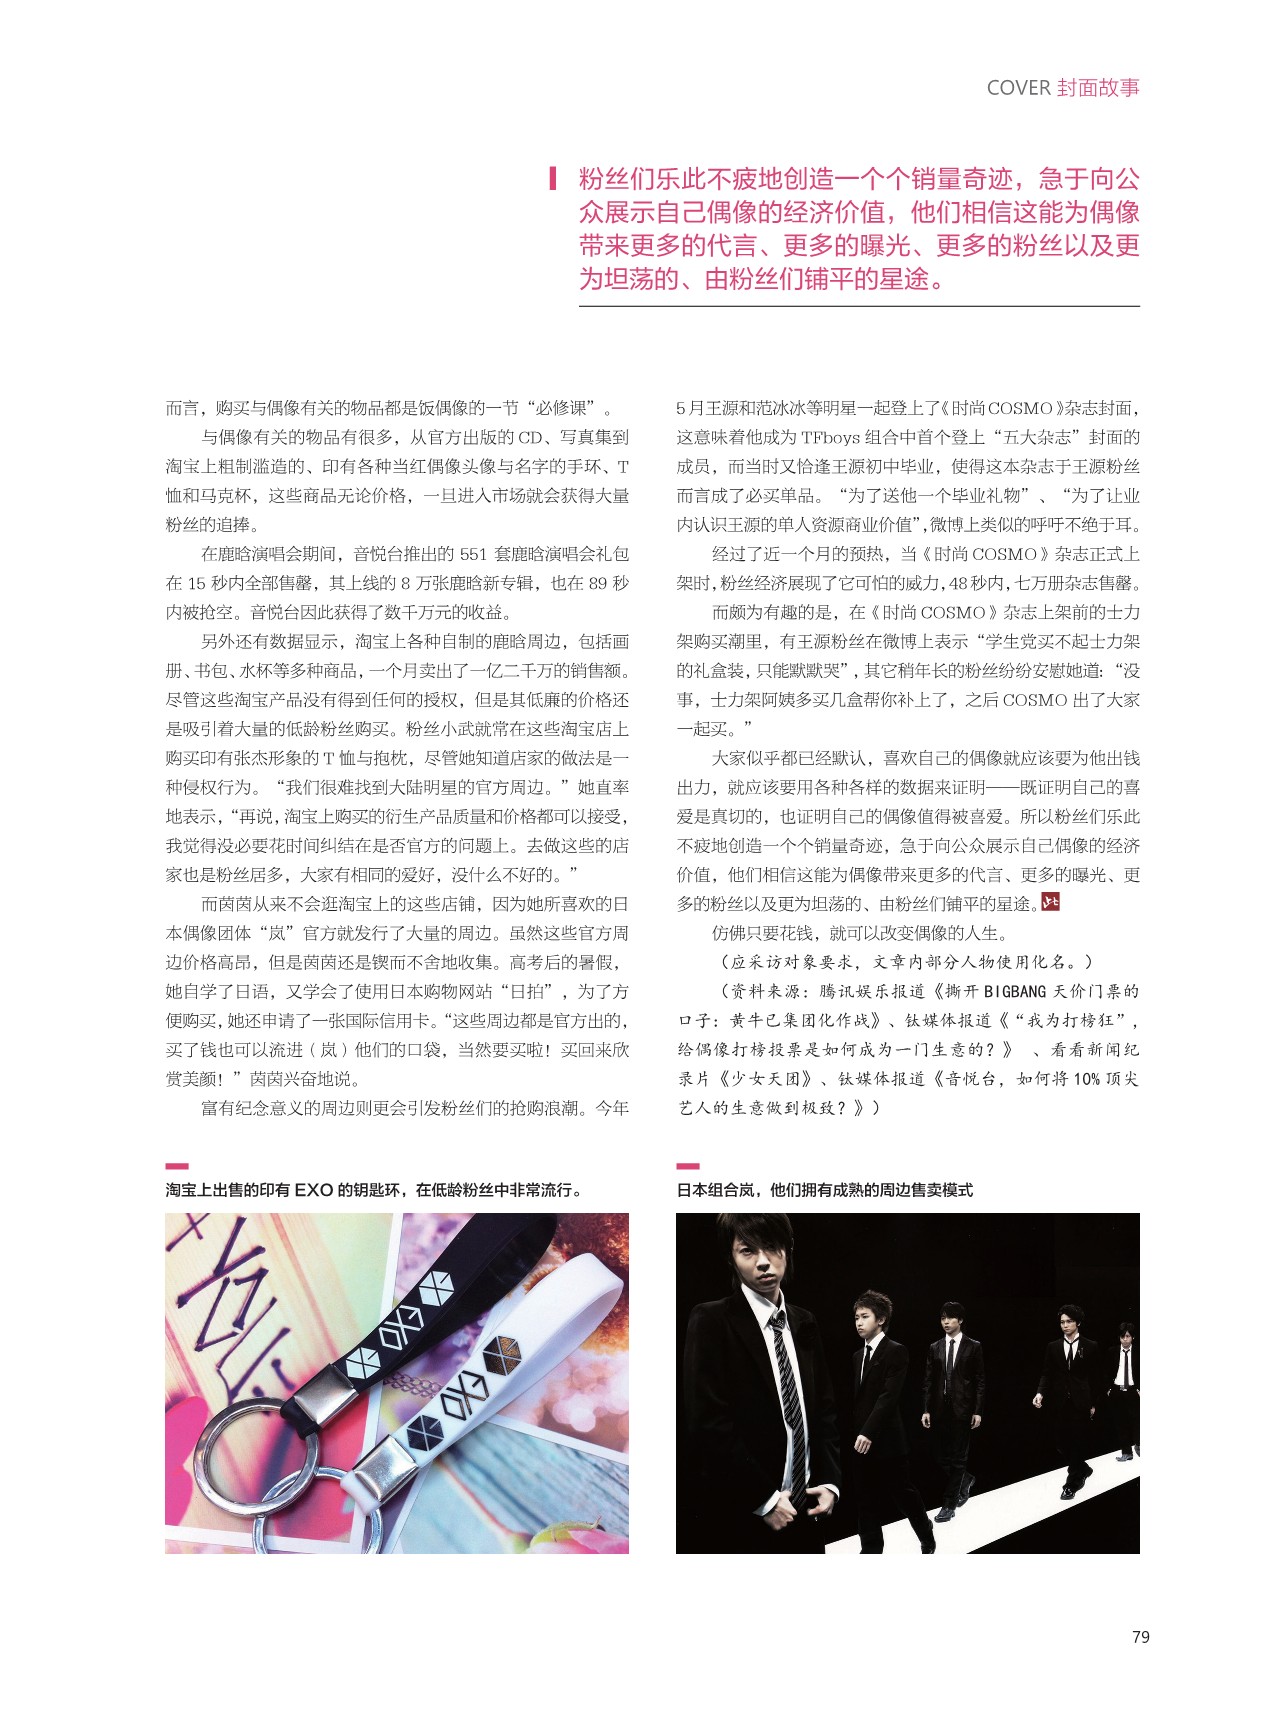 COVER 封面故事
粉丝们乐此不疲地创造一个个销量奇迹，急于向公
众展示自己偶像的经济价值，他们相信这能为偶像
带来更多的代言、更多的曝光、更多的粉丝以及更
为坦荡的、由粉丝们铺平的星途。
而言，购买与偶像有关的物品都是饭偶像的一节“必修课”。
与偶像有关的物品有很多，从官方出版的 CD、写真集到
淘宝上粗制滥造的、印有各种当红偶像头像与名字的手环、T
恤和马克杯，这些商品无论价格，一旦进入市场就会获得大量
粉丝的追捧。
在鹿晗演唱会期间，音悦台推出的 551 套鹿晗演唱会礼包
在 15 秒内全部售罄，其上线的 8 万张鹿晗新专辑，也在 89 秒
内被抢空。音悦台因此获得了数千万元的收益。
另外还有数据显示，淘宝上各种自制的鹿晗周边，包括画
册、书包、水杯等多种商品，一个月卖出了一亿二千万的销售额。
尽管这些淘宝产品没有得到任何的授权，但是其低廉的价格还
是吸引着大量的低龄粉丝购买。粉丝小武就常在这些淘宝店上
购买印有张杰形象的 T 恤与抱枕，尽管她知道店家的做法是一
种侵权行为。“我们很难找到大陆明星的官方周边。”她直率
地表示，“再说，淘宝上购买的衍生产品质量和价格都可以接受，
我觉得没必要花时间纠结在是否官方的问题上。去做这些的店
家也是粉丝居多，大家有相同的爱好，没什么不好的。”
而茵茵从来不会逛淘宝上的这些店铺，因为她所喜欢的日
本偶像团体“岚”官方就发行了大量的周边。虽然这些官方周
边价格高昂，但是茵茵还是锲而不舍地收集。高考后的暑假，
她自学了日语，又学会了使用日本购物网站“日拍”，为了方
便购买，她还申请了一张国际信用卡。“这些周边都是官方出的，
买了钱也可以流进（岚）他们的口袋，当然要买啦！买回来欣
赏美颜！”茵茵兴奋地说。
富有纪念意义的周边则更会引发粉丝们的抢购浪潮。今年
5 月王源和范冰冰等明星一起登上了《时尚 COSMO》杂志封面，
这意味着他成为 TFboys 组合中首个登上“五大杂志”封面的
成员，而当时又恰逢王源初中毕业，使得这本杂志于王源粉丝
而言成了必买单品。“为了送他一个毕业礼物”、“为了让业
内认识王源的单人资源商业价值”，微博上类似的呼吁不绝于耳。
经过了近一个月的预热，当《时尚 COSMO》杂志正式上
架时，粉丝经济展现了它可怕的威力，48 秒内，七万册杂志售罄。
而颇为有趣的是，在《时尚 COSMO》杂志上架前的士力
架购买潮里，有王源粉丝在微博上表示“学生党买不起士力架
的礼盒装，只能默默哭”，其它稍年长的粉丝纷纷安慰她道：“没
事，士力架阿姨多买几盒帮你补上了，之后 COSMO 出了大家
一起买。”
大家似乎都已经默认，喜欢自己的偶像就应该要为他出钱
出力，就应该要用各种各样的数据来证明——既证明自己的喜
爱是真切的，也证明自己的偶像值得被喜爱。所以粉丝们乐此
不疲地创造一个个销量奇迹，急于向公众展示自己偶像的经济
价值，他们相信这能为偶像带来更多的代言、更多的曝光、更
多的粉丝以及更为坦荡的、由粉丝们铺平的星途。
仿佛只要花钱，就可以改变偶像的人生。
（应采访对象要求，文章内部分人物使用化名。）
（资料来源：腾讯娱乐报道《撕开 BIGBANG 天价门票的
口子：黄牛已集团化作战》、钛媒体报道《“我为打榜狂”，
给偶像打榜投票是如何成为一门生意的？》 、看看新闻纪
录片《少女天团》、钛媒体报道《音悦台，如何将 10% 顶尖
艺人的生意做到极致？》）
淘宝上出售的印有 EXO 的钥匙环，在低龄粉丝中非常流行。
日本组合岚，他们拥有成熟的周边售卖模式
EXO
EXO
79